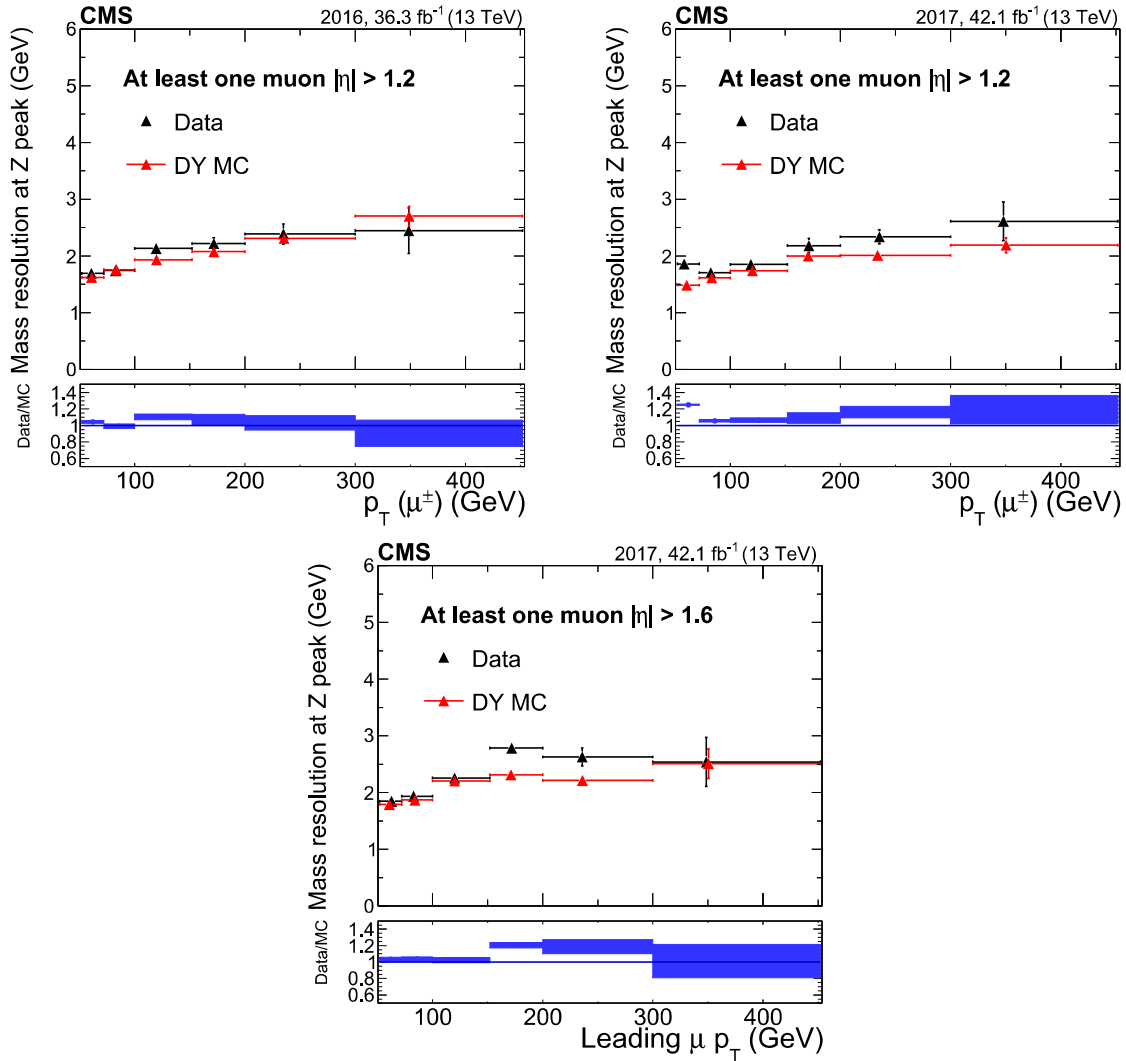 CMS
2016, 36.3 fb⁻¹ (13 TeV)
Mass resolution at Z peak (GeV)
6
5
4
3
2
1
0
At least one muon |η| > 1.2
Data
DY MC
Data/MC
1.4
1.2
1
0.8
0.6
100 200 300 400
p_T (μ±) (GeV)
CMS
2017, 42.1 fb⁻¹ (13 TeV)
Mass resolution at Z peak (GeV)
6
5
4
3
2
1
0
At least one muon |η| > 1.2
Data
DY MC
Data/MC
1.4
1.2
1
0.8
0.6
100 200 300 400
p_T (μ±) (GeV)
CMS
2017, 42.1 fb⁻¹ (13 TeV)
Mass resolution at Z peak (GeV)
6
5
4
3
2
1
0
At least one muon |η| > 1.6
Data
DY MC
Data/MC
1.4
1.2
1
0.8
0.6
100 200 300 400
Leading μ p_T (GeV)